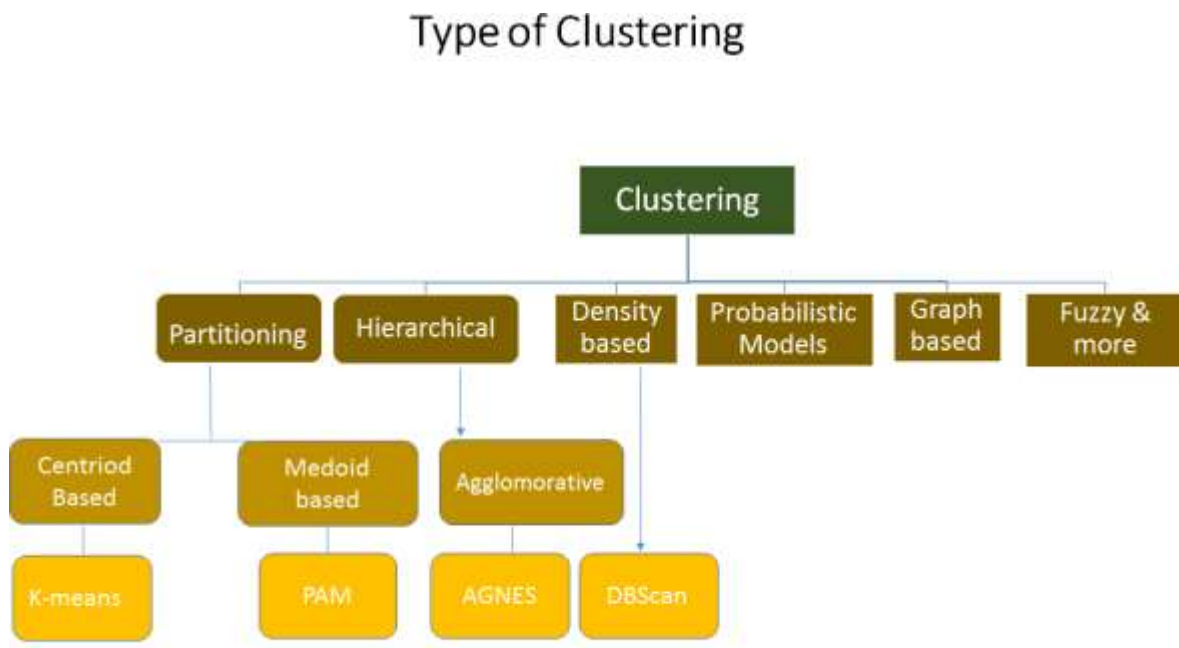 Type of Clustering
Clustering
Partitioning
Hierarchical
Density
based
Probabilistic
Models
Graph
based
Fuzzy &
more
Centriod
Based
Medoid
based
Agglomorative
K-means
PAM
AGNES
DBScan